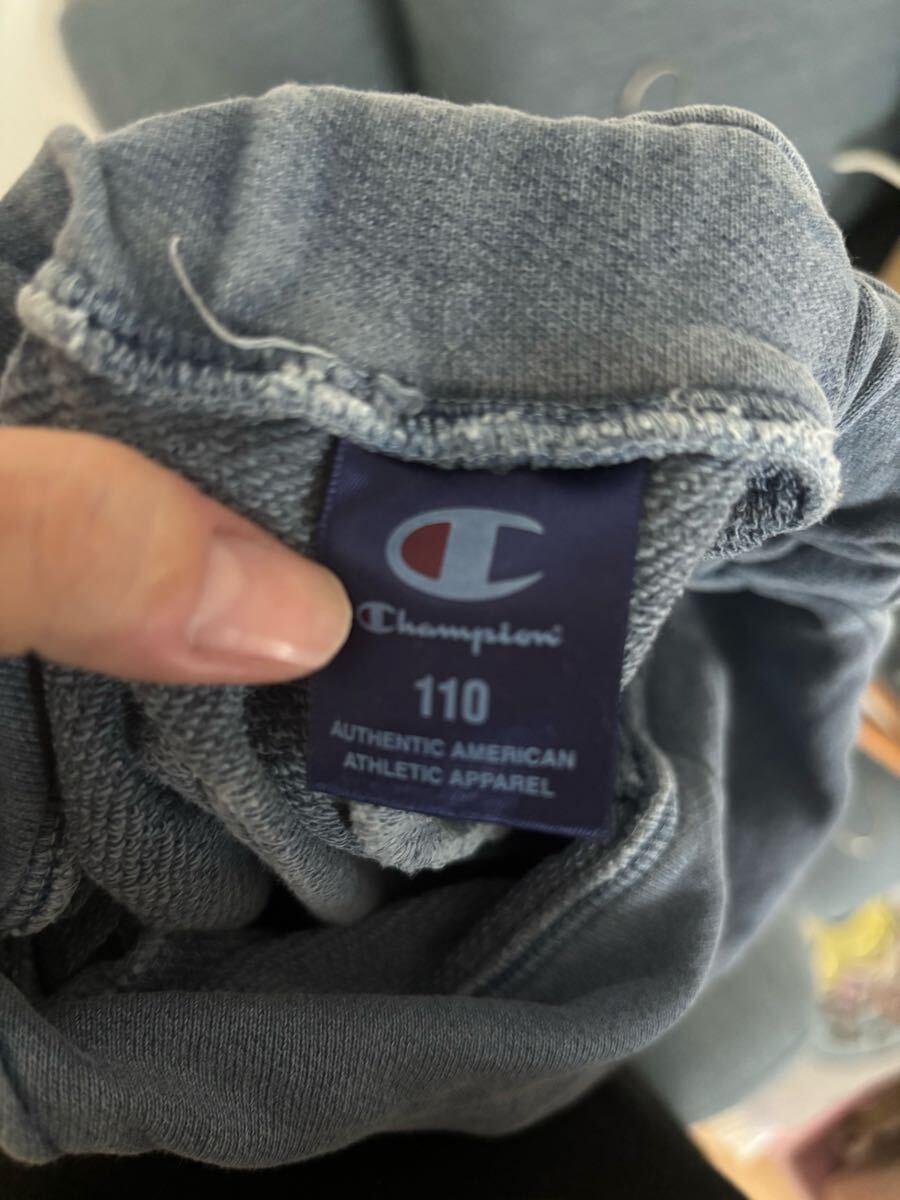 Champion
110
AUTHENTIC AMERICAN
ATHLETIC APPAREL